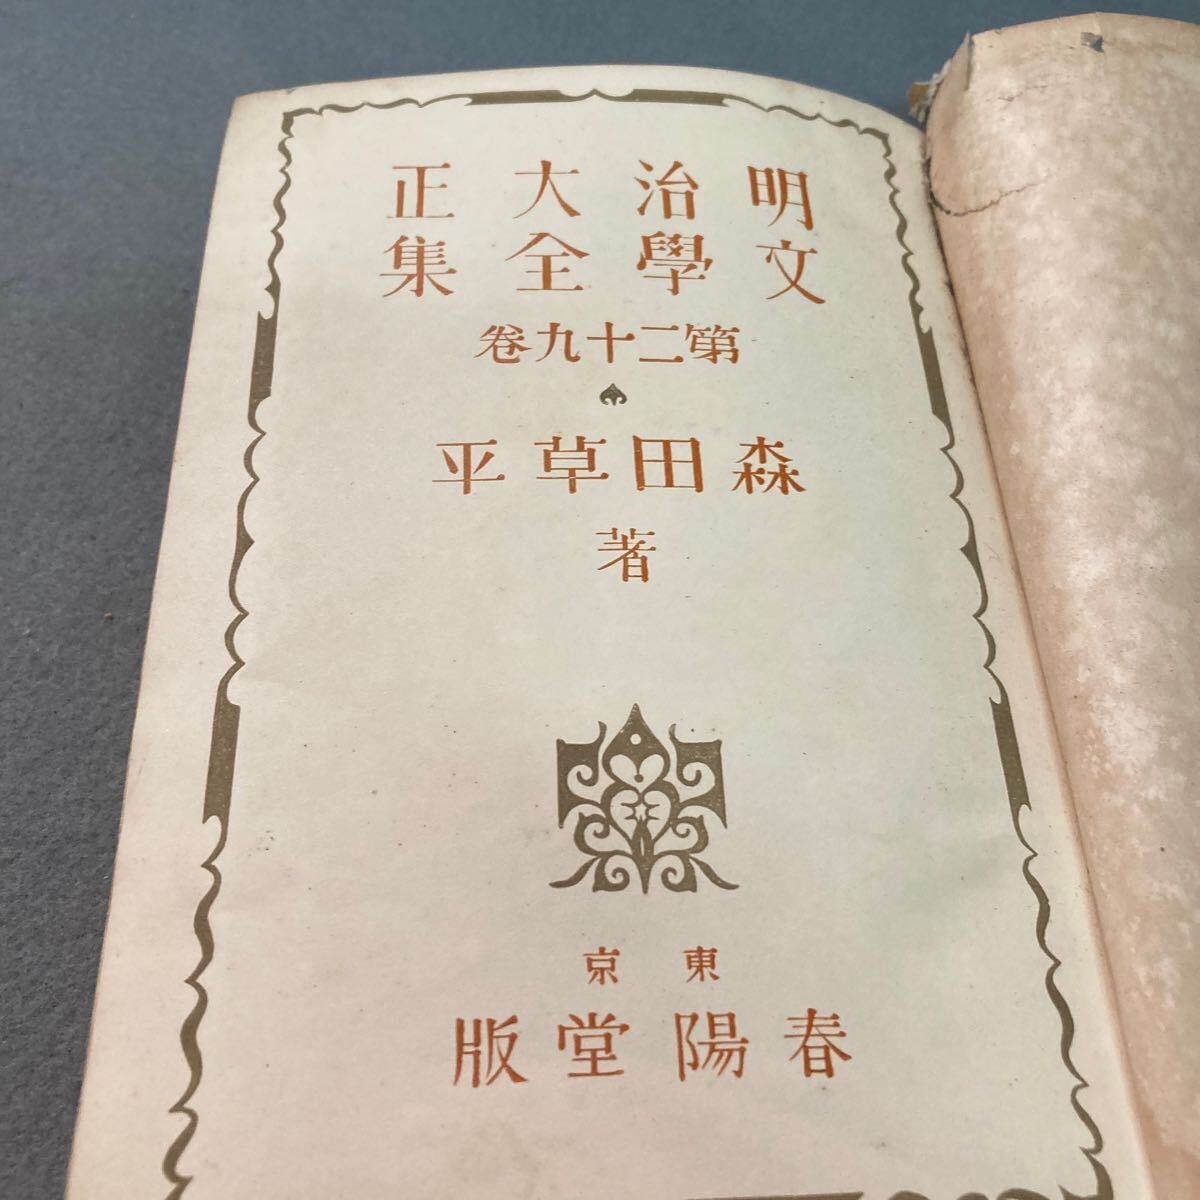 明治大正
文學全集
第二十九卷
森田草平
著
東京
春陽堂版